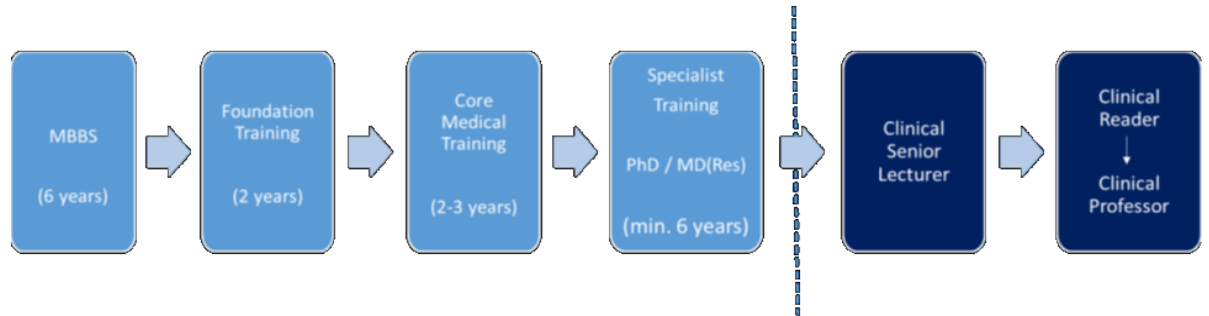 MBBS
(6 years)
Foundation
Training
(2 years)
Core
Medical
Training
(2-3 years)
Specialist
Training
PhD / MD(Res)
(min. 6 years)
Clinical
Senior
Lecturer
Clinical
Reader
Clinical
Professor